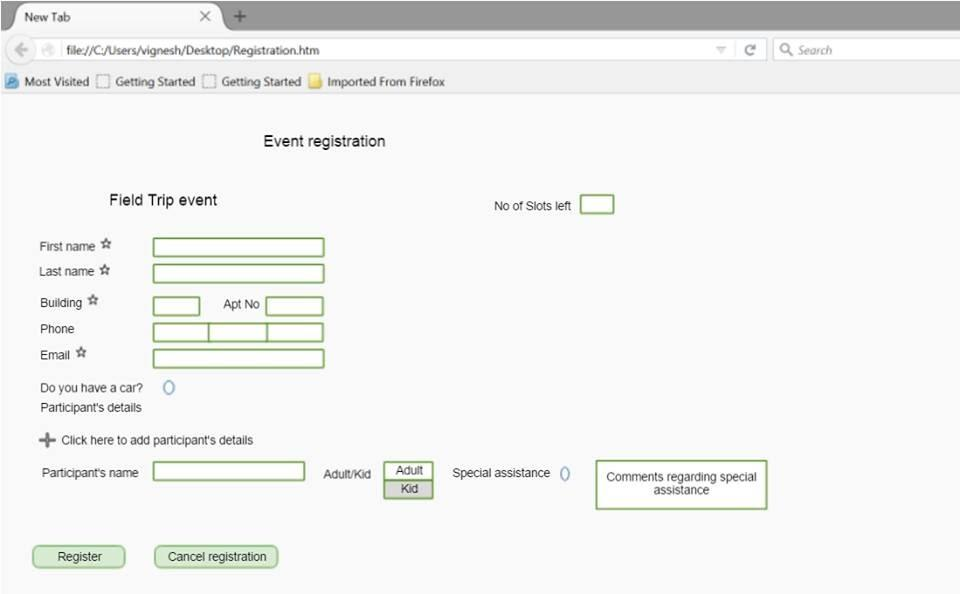 New Tab
file://C:/Users/vignesh/Desktop/Registration.htm
Search
Most Visited Getting Started Getting Started Imported From Firefox
Event registration
Field Trip event
No of Slots left
First name
Last name
Building Apt No
Phone
Email
Do you have a car?
Participant's details
Click here to add participant's details
Participant's name Adult/Kid Adult Special assistance Comments regarding special
Kid assistance
Register Cancel registration